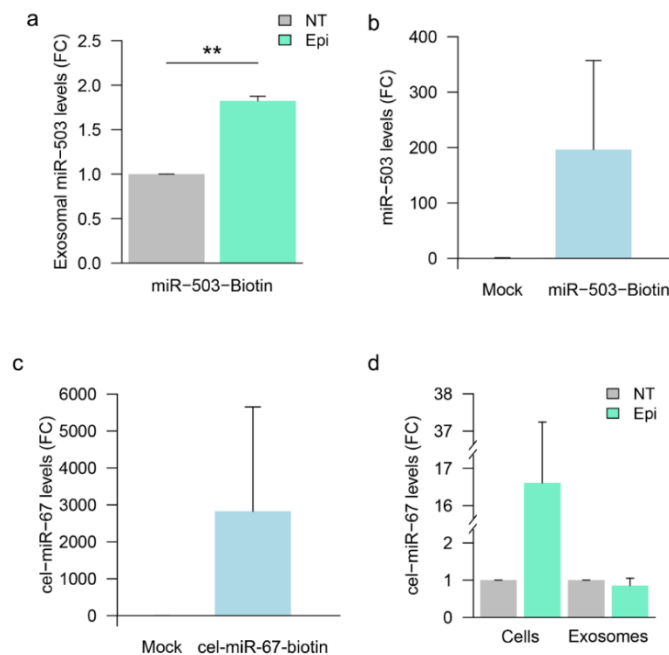 a
NT
Epi
Exosomal miR−503 levels (FC)
2.5
2.0
1.5
1.0
0.5
0.0
**
miR−503−Biotin
b
miR−503 levels (FC)
400
300
200
100
0
Mock miR−503−Biotin
c
cel−miR−67 levels (FC)
6000
5000
4000
3000
2000
1000
0
Mock cel-miR-67-biotin
d
NT
Epi
cel−miR−67 levels (FC)
38
37
17
16
2
1
0
Cells Exosomes